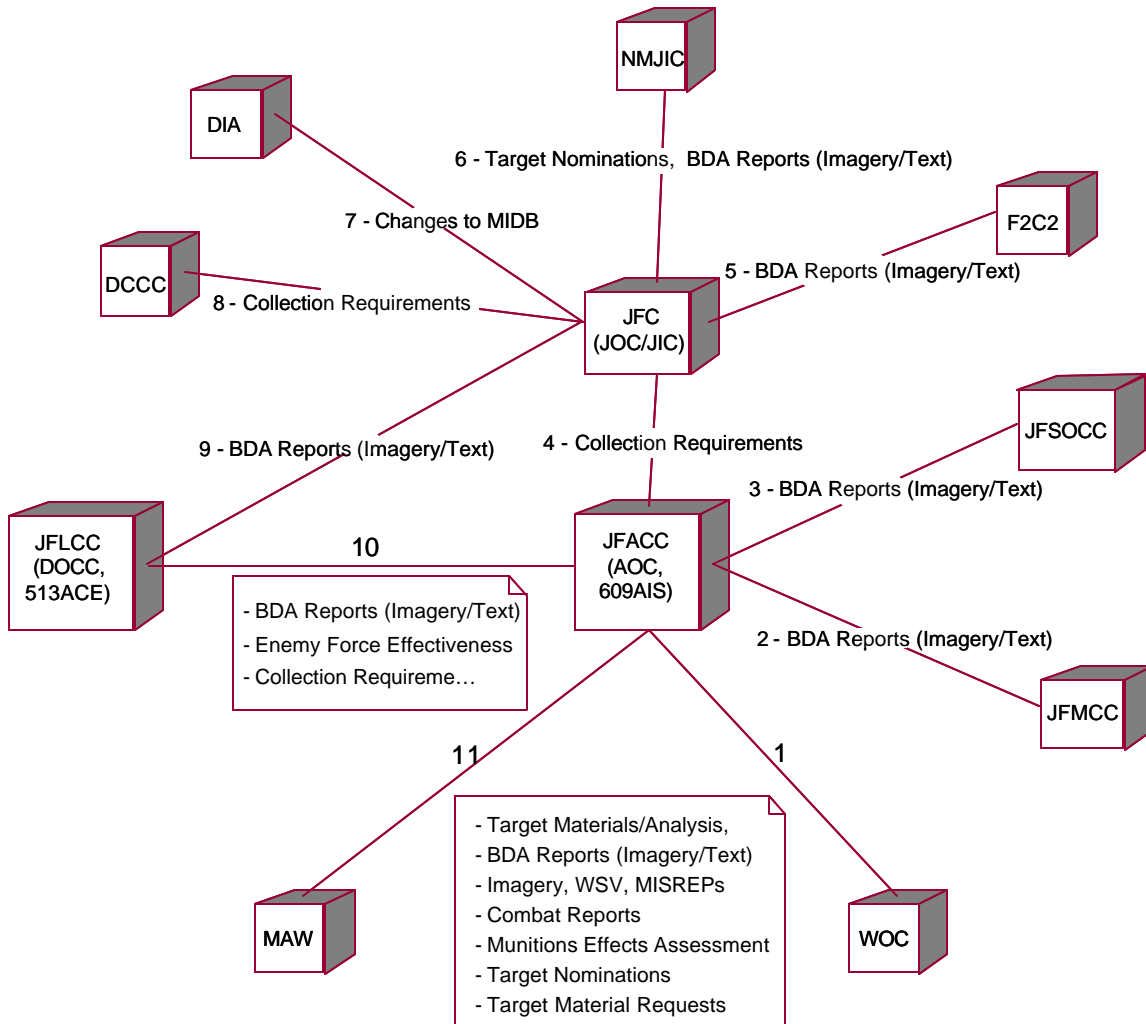 NMJIC
DIA
6 - Target Nominations, BDA Reports (Imagery/Text)
7 - Changes to MIDB
F2C2
DCCC
5 - BDA Reports (Imagery/Text)
8 - Collection Requirements
JFC
(JOC/JIC)
9 - BDA Reports (Imagery/Text)
4 - Collection Requirements
JFSOCC
3 - BDA Reports (Imagery/Text)
JFLCC
(DOCC,
513ACE)
10
JFACC
(AOC,
609AIS)
- BDA Reports (Imagery/Text)
- Enemy Force Effectiveness
- Collection Requireme…
2 - BDA Reports (Imagery/Text)
JFMCC
11
1
- Target Materials/Analysis,
- BDA Reports (Imagery/Text)
- Imagery, WSV, MISREPs
- Combat Reports
- Munitions Effects Assessment
- Target Nominations
- Target Material Requests
MAW
WOC